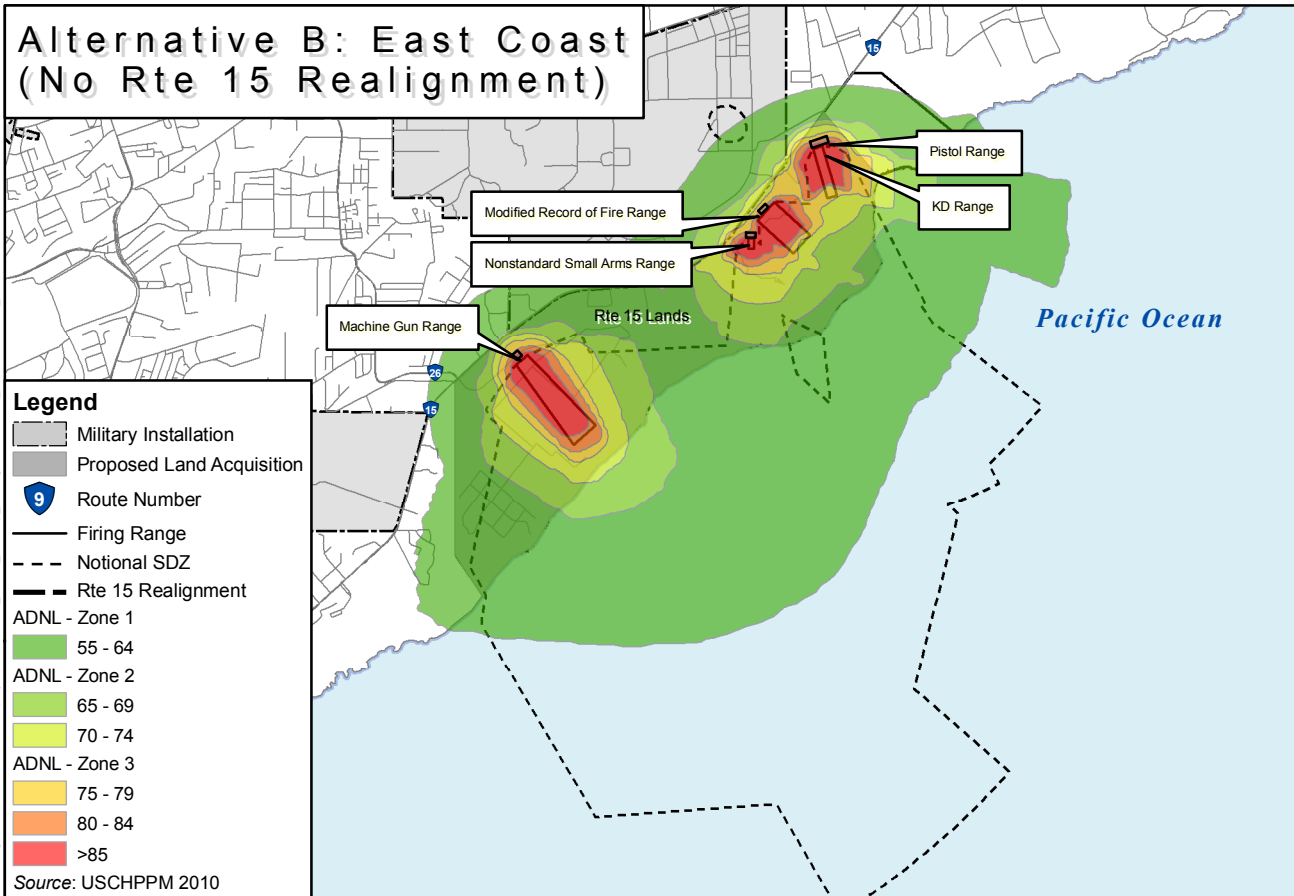 Alternative B: East Coast
(No Rte 15 Realignment)
15
Pistol Range
KD Range
Modified Record of Fire Range
Nonstandard Small Arms Range
Rte 15 Lands
Machine Gun Range
Pacific Ocean
26
15
Legend
Military Installation
Proposed Land Acquisition
9 Route Number
Firing Range
Notional SDZ
Rte 15 Realignment
ADNL - Zone 1
55 - 64
ADNL - Zone 2
65 - 69
70 - 74
ADNL - Zone 3
75 - 79
80 - 84
>85
Source: USCHPPM 2010